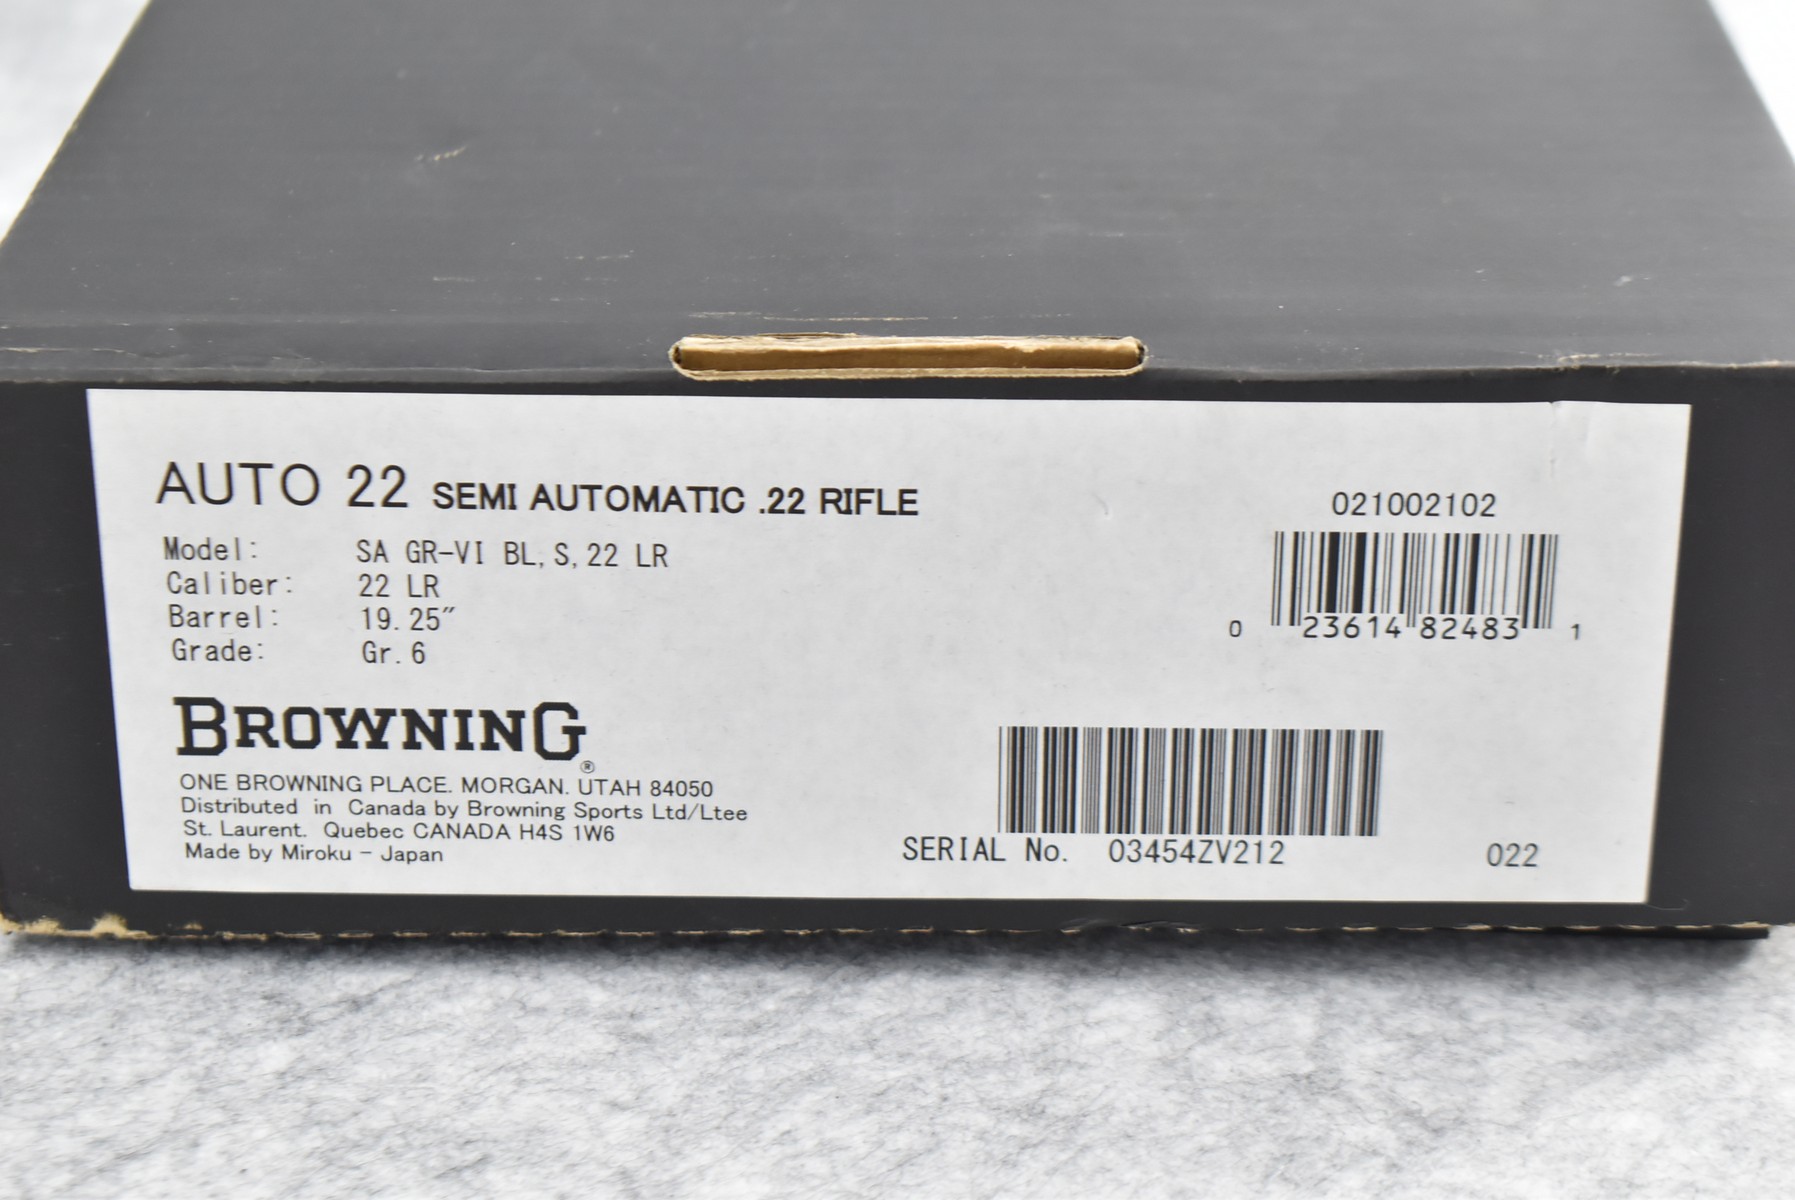 AUTO 22 SEMI AUTOMATIC .22 RIFLE
Model: SA GR-VI BL, S, 22 LR
Caliber: 22 LR
Barrel: 19.25"
Grade: Gr. 6
BROWNING®
ONE BROWNING PLACE. MORGAN. UTAH 84050
Distributed in Canada by Browning Sports Ltd/Ltee
St. Laurent. Quebec CANADA H4S 1W6
Made by Miroku - Japan
021002102
0 23614 82483 1
SERIAL No. 03454ZV212
022